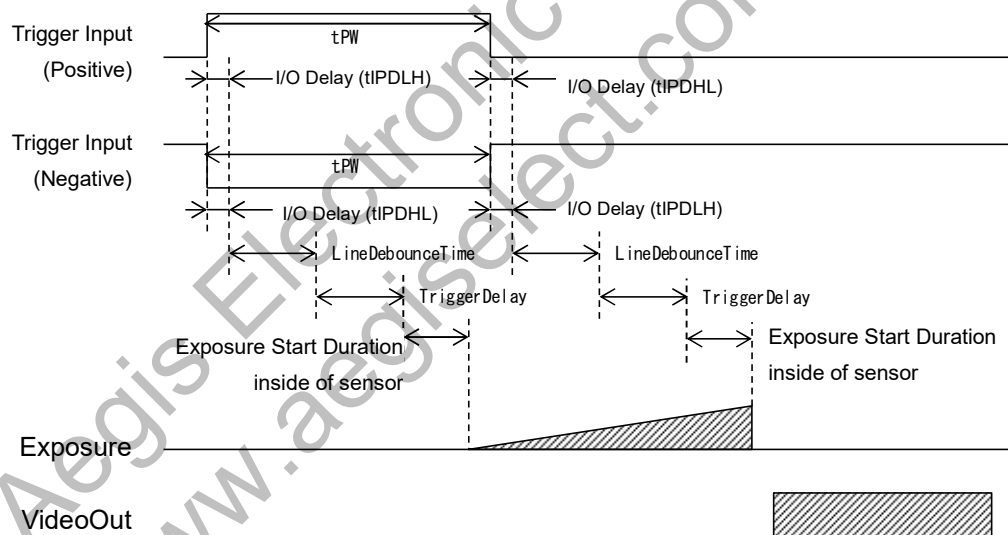 Trigger Input
(Positive)
tPW
I/O Delay (tIPDLH)
I/O Delay (tIPDHL)
Trigger Input
(Negative)
tPW
I/O Delay (tIPDHL)
I/O Delay (tIPDLH)
LineDebounceTime
LineDebounceTime
TriggerDelay
TriggerDelay
Exposure Start Duration
inside of sensor
Exposure Start Duration
inside of sensor
Exposure
VideoOut
Aegis Electronic
www.aegiselect.co